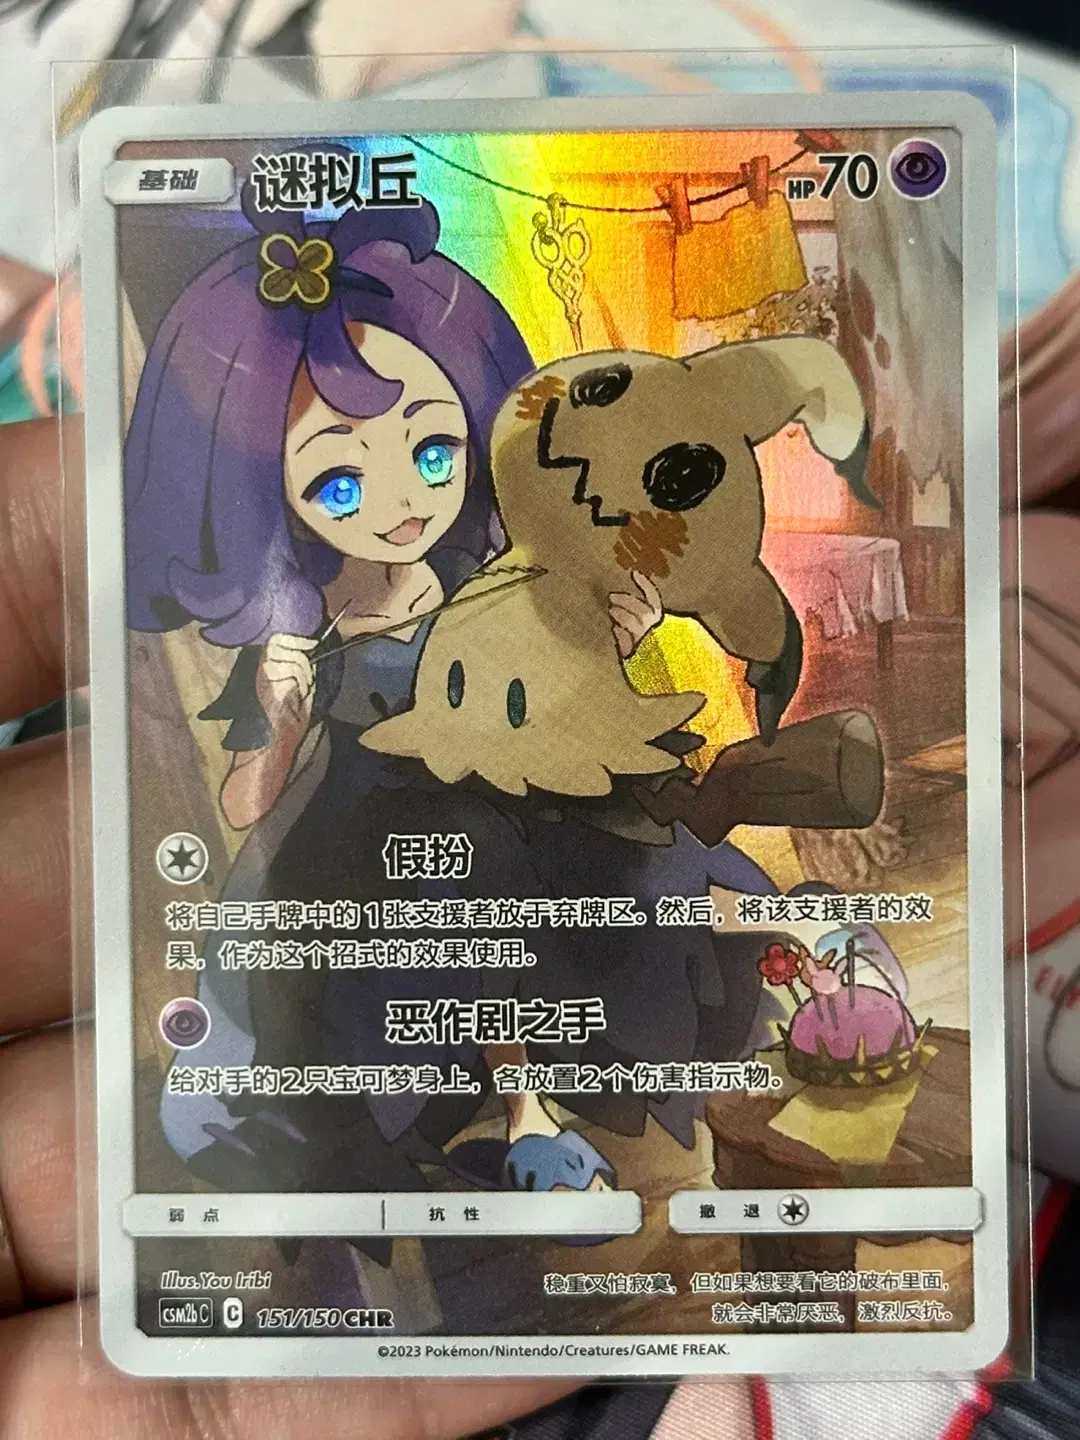 基础 谜拟丘 HP70
假扮
将自己手牌中的1张支援者放于弃牌区。然后，将该支援者的效
果，作为这个招式的效果使用。
恶作剧之手
给对手的2只宝可梦身上，各放置2个伤害指示物。
弱点 抗性 撤退
Illus.You Iribi
稳重又怕寂寞，但如果想要看它的破布里面，
就会非常厌恶，激烈反抗。
CSM2b C C 151/150 CHR
©2023 Pokémon/Nintendo/Creatures/GAME FREAK.